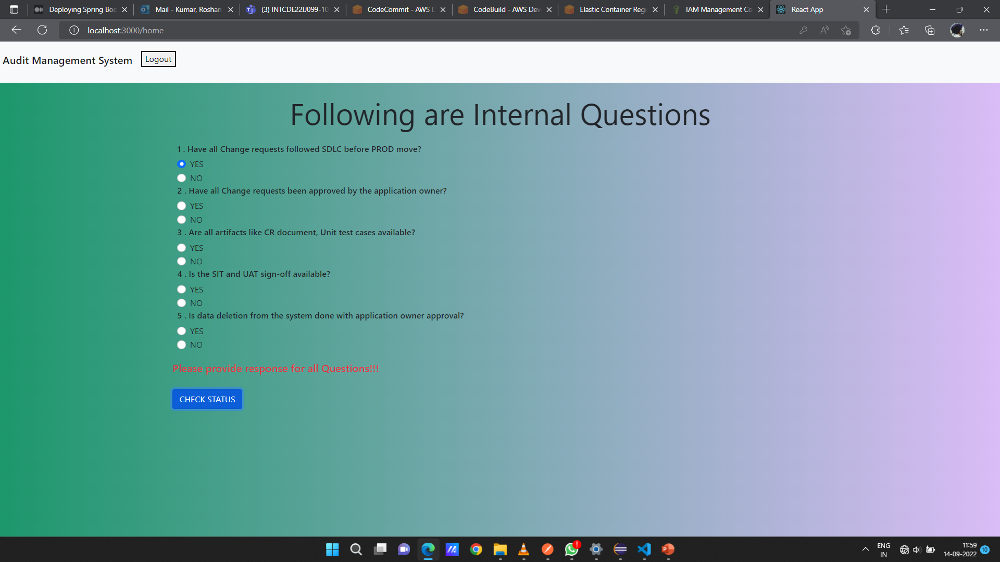 Deploying Spring Boo
Mail - Kumar, Roshan
(3) INTCDE22IJ099-10
CodeCommit - AWS D
CodeBuild - AWS Dev
Elastic Container Regi
IAM Management Co
React App
localhost:3000/home
Audit Management System
Logout
Following are Internal Questions
1 . Have all Change requests followed SDLC before PROD move?
YES
NO
2 . Have all Change requests been approved by the application owner?
YES
NO
3 . Are all artifacts like CR document, Unit test cases available?
YES
NO
4 . Is the SIT and UAT sign-off available?
YES
NO
5 . Is data deletion from the system done with application owner approval?
YES
NO
Please provide response for all Questions!!!
CHECK STATUS
ENG
IN
11:59
14-09-2022
10